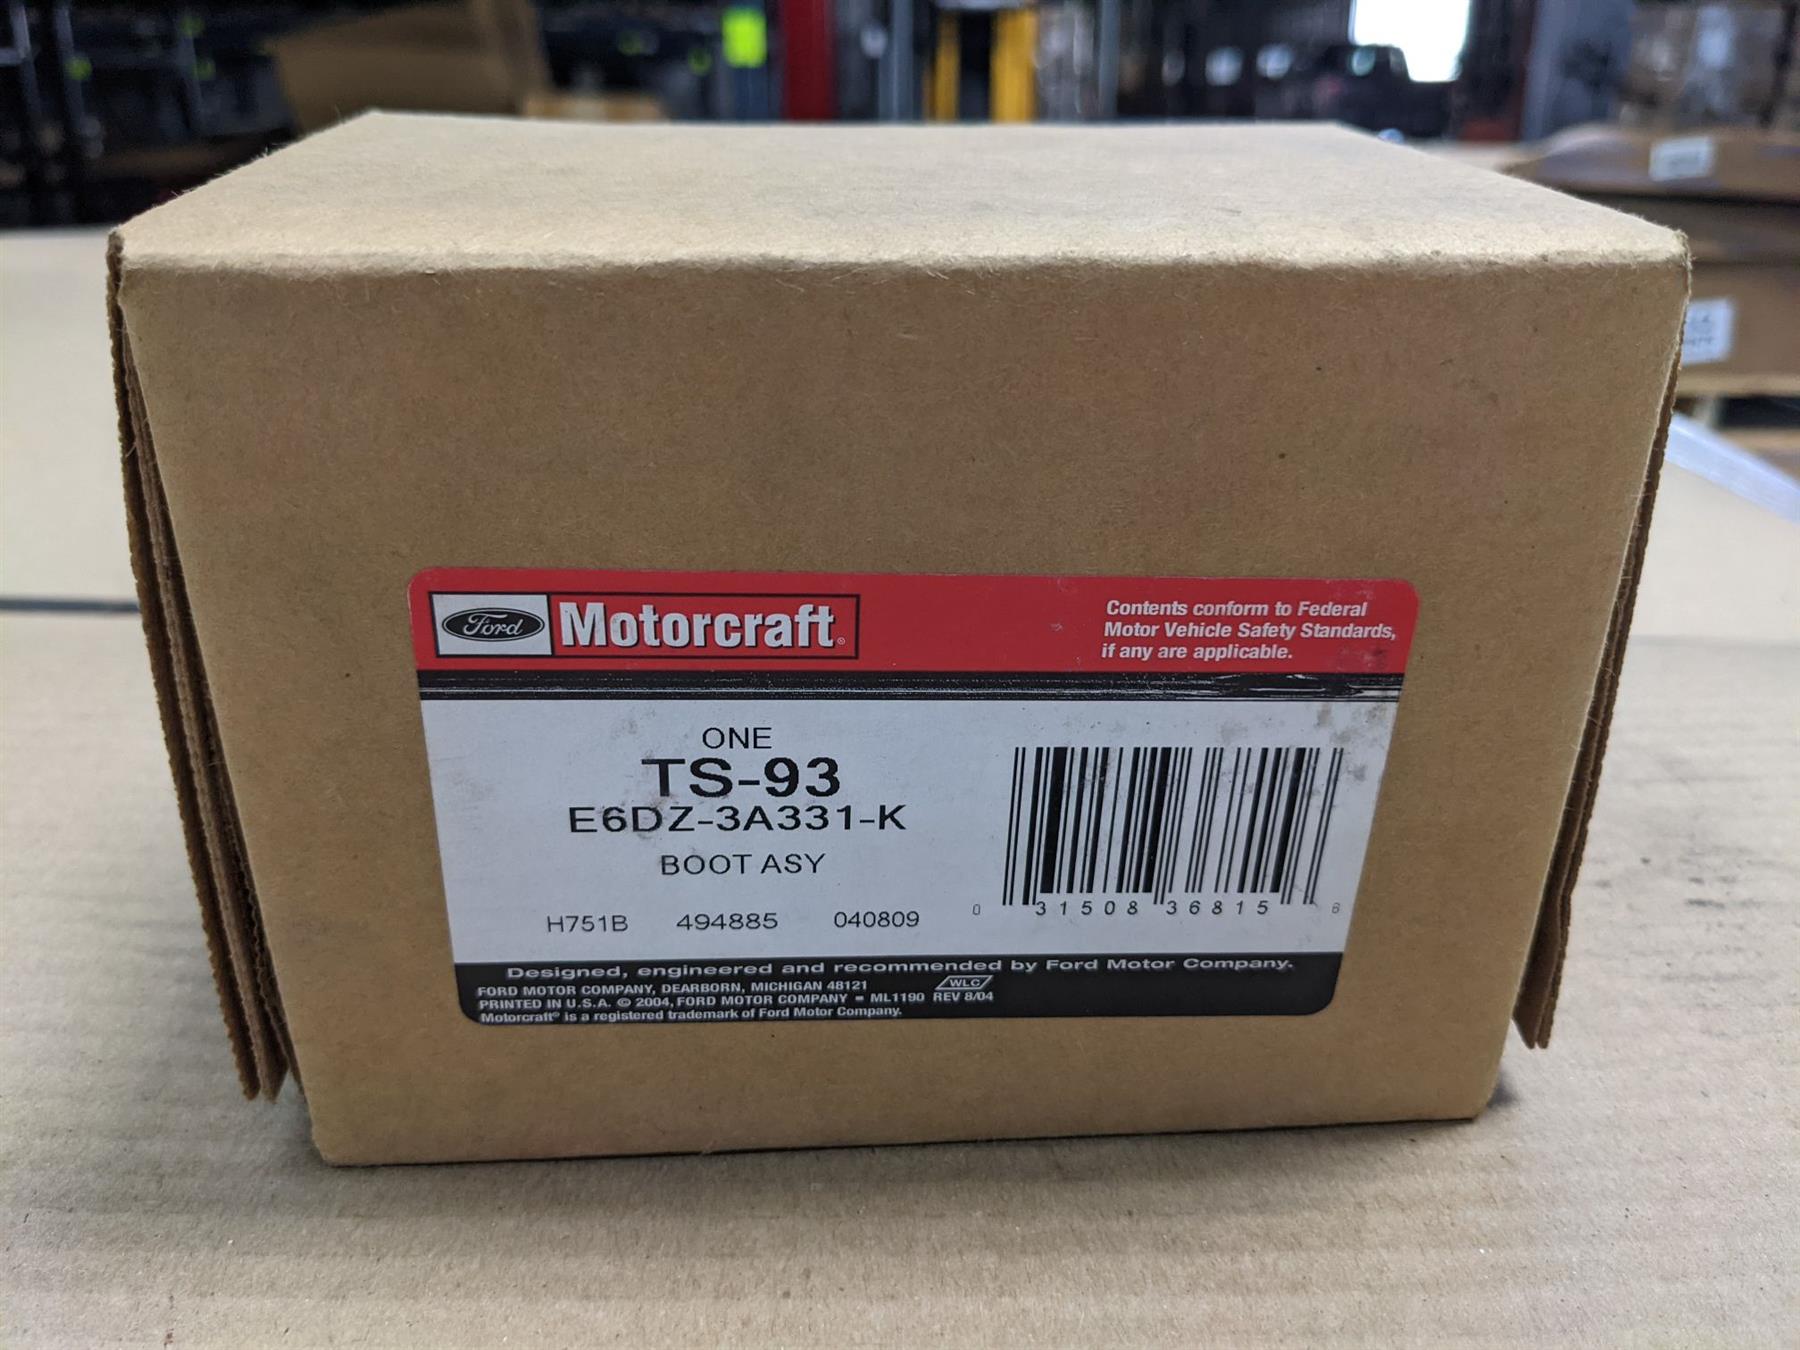 Ford Motorcraft®
Contents conform to Federal
Motor Vehicle Safety Standards,
if any are applicable.
ONE
TS-93
E6DZ-3A331-K
BOOT ASY
H751B 494885 040809
0 31508 36815 6
Designed, engineered and recommended by Ford Motor Company.
FORD MOTOR COMPANY, DEARBORN, MICHIGAN 48121 WLC
PRINTED IN U.S.A. © 2004, FORD MOTOR COMPANY - ML1190 REV 8/04
Motorcraft® is a registered trademark of Ford Motor Company.